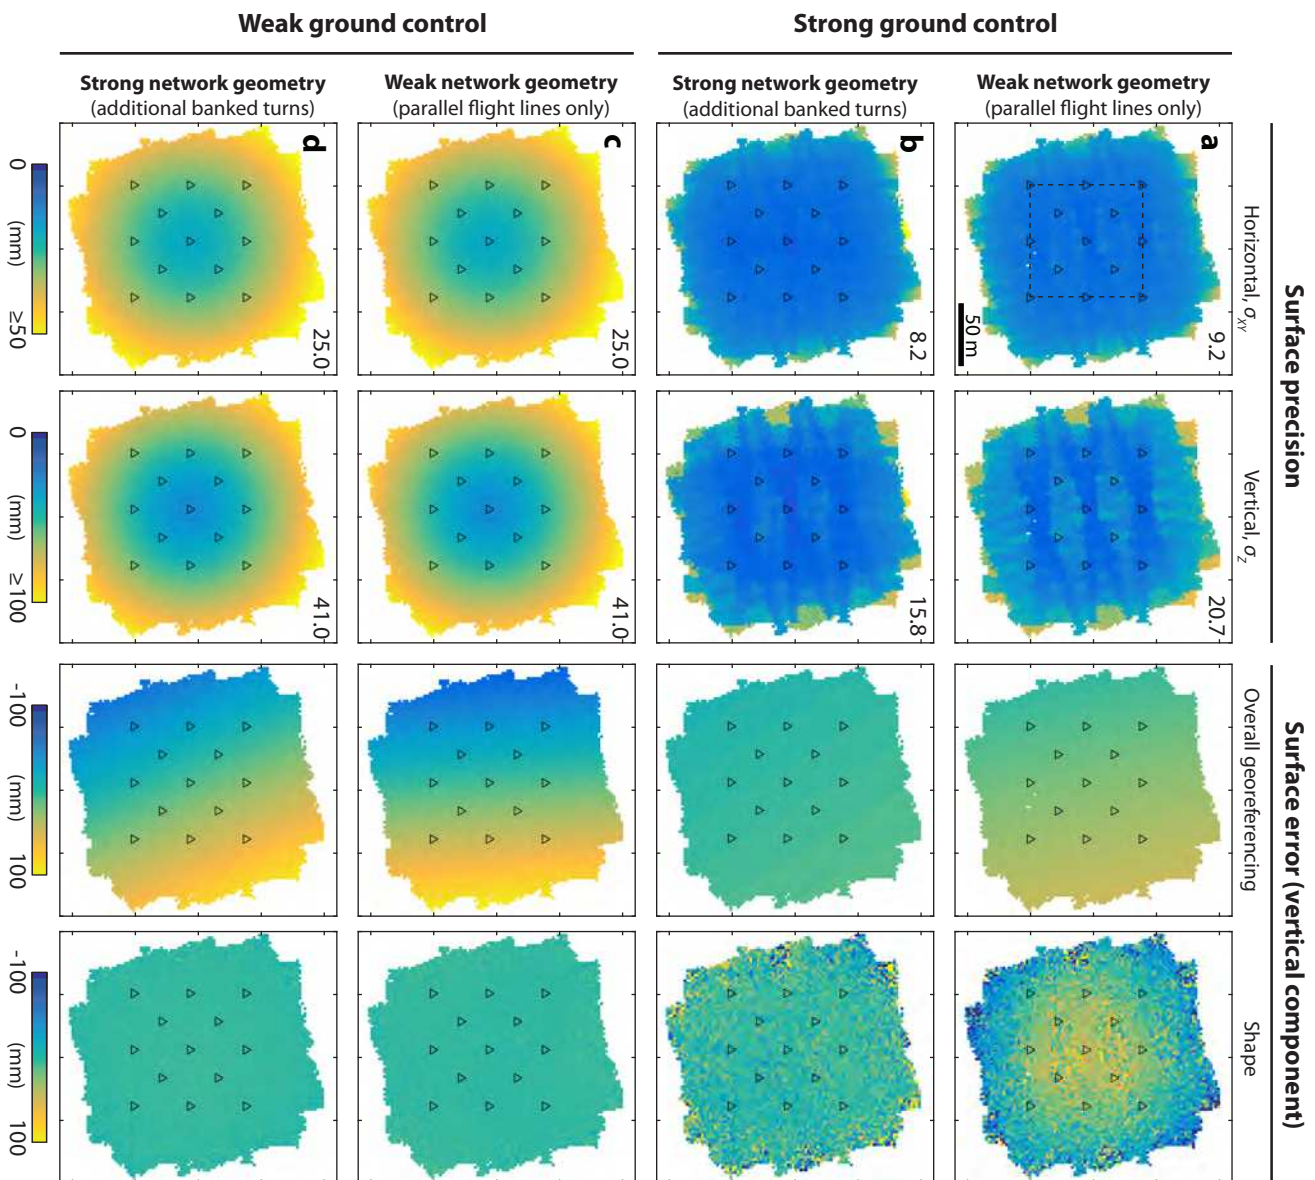 Weak ground control
Strong ground control
Strong network geometry
(additional banked turns)
Weak network geometry
(parallel flight lines only)
Strong network geometry
(additional banked turns)
Weak network geometry
(parallel flight lines only)
Surface precision
Surface error (vertical component)
Horizontal, σXY
Vertical, σZ
Overall georeferencing
Shape
a
9.2
50 m
20.7
b
8.2
15.8
c
25.0
41.0
d
25.0
41.0
0 (mm) ≥50
0 (mm) ≥100
-100 (mm) 100
-100 (mm) 100